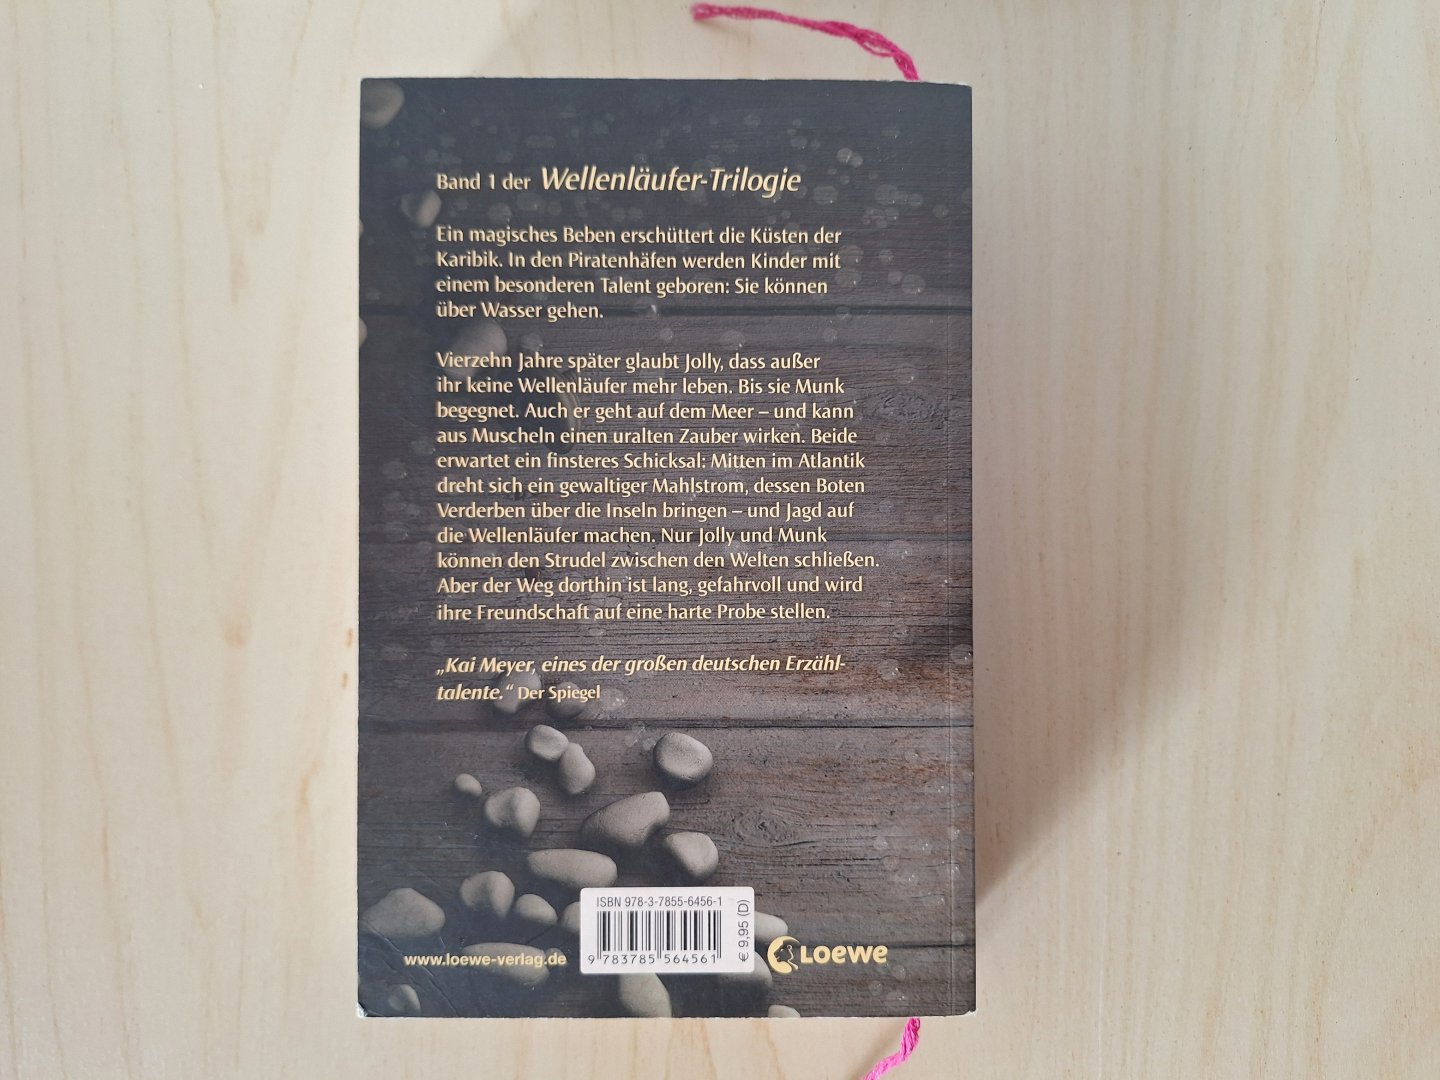 Band 1 der Wellenläufer-Trilogie
Ein magisches Beben erschüttert die Küsten der
Karibik. In den Piratenhäfen werden Kinder mit
einem besonderen Talent geboren: Sie können
über Wasser gehen.
Vierzehn Jahre später glaubt Jolly, dass außer
ihr keine Wellenläufer mehr leben. Bis sie Munk
begegnet. Auch er geht auf dem Meer – und kann
aus Muscheln einen uralten Zauber wirken. Beide
erwartet ein finsteres Schicksal: Mitten im Atlantik
dreht sich ein gewaltiger Mahlstrom, dessen Boten
Verderben über die Inseln bringen – und Jagd auf
die Wellenläufer machen. Nur Jolly und Munk
können den Strudel zwischen den Welten schließen.
Aber der Weg dorthin ist lang, gefahrvoll und wird
ihre Freundschaft auf eine harte Probe stellen.
„Kai Meyer, eines der großen deutschen Erzähl-
talente.“ Der Spiegel
ISBN 978-3-7855-6456-1
9 783785 564561
€ 9,95 (D)
www.loewe-verlag.de
Loewe